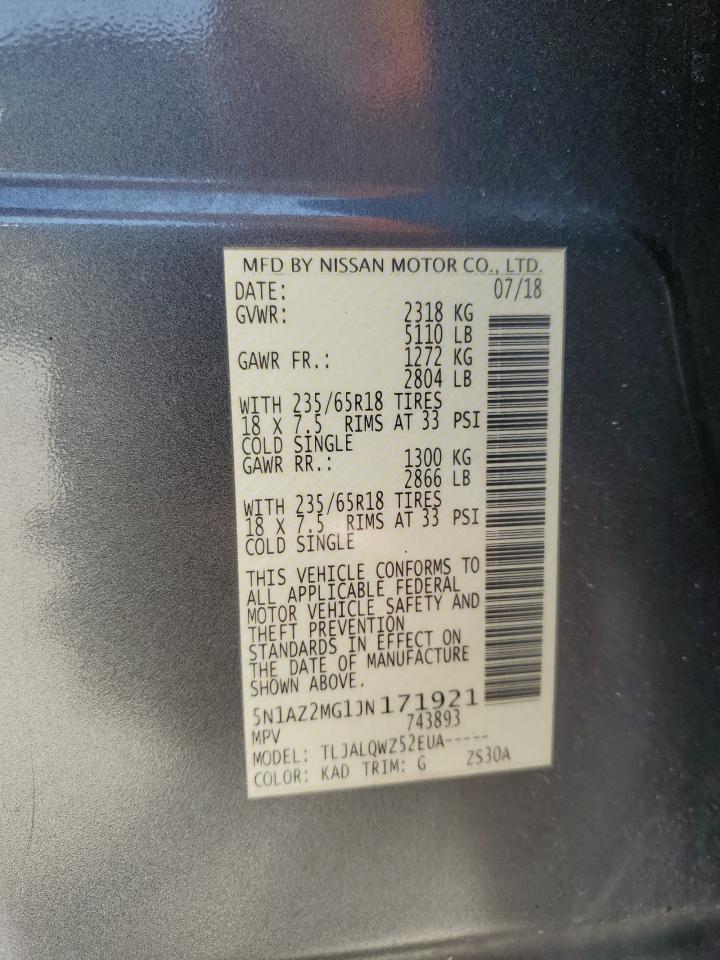 MFD BY NISSAN MOTOR CO., LTD.
DATE: 07/18
GVWR: 2318 KG
5110 LB
GAWR FR.: 1272 KG
2804 LB
WITH 235/65R18 TIRES
18 X 7.5 RIMS AT 33 PSI
COLD SINGLE
GAWR RR.: 1300 KG
2866 LB
WITH 235/65R18 TIRES
18 X 7.5 RIMS AT 33 PSI
COLD SINGLE
THIS VEHICLE CONFORMS TO
ALL APPLICABLE FEDERAL
MOTOR VEHICLE SAFETY AND
THEFT PREVENTION
STANDARDS IN EFFECT ON
THE DATE OF MANUFACTURE
SHOWN ABOVE.
5N1AZ2MG1JN171921
MPV 743893
MODEL: TLJALQWZ52EUA-----
COLOR: KAD TRIM: G ZS30A